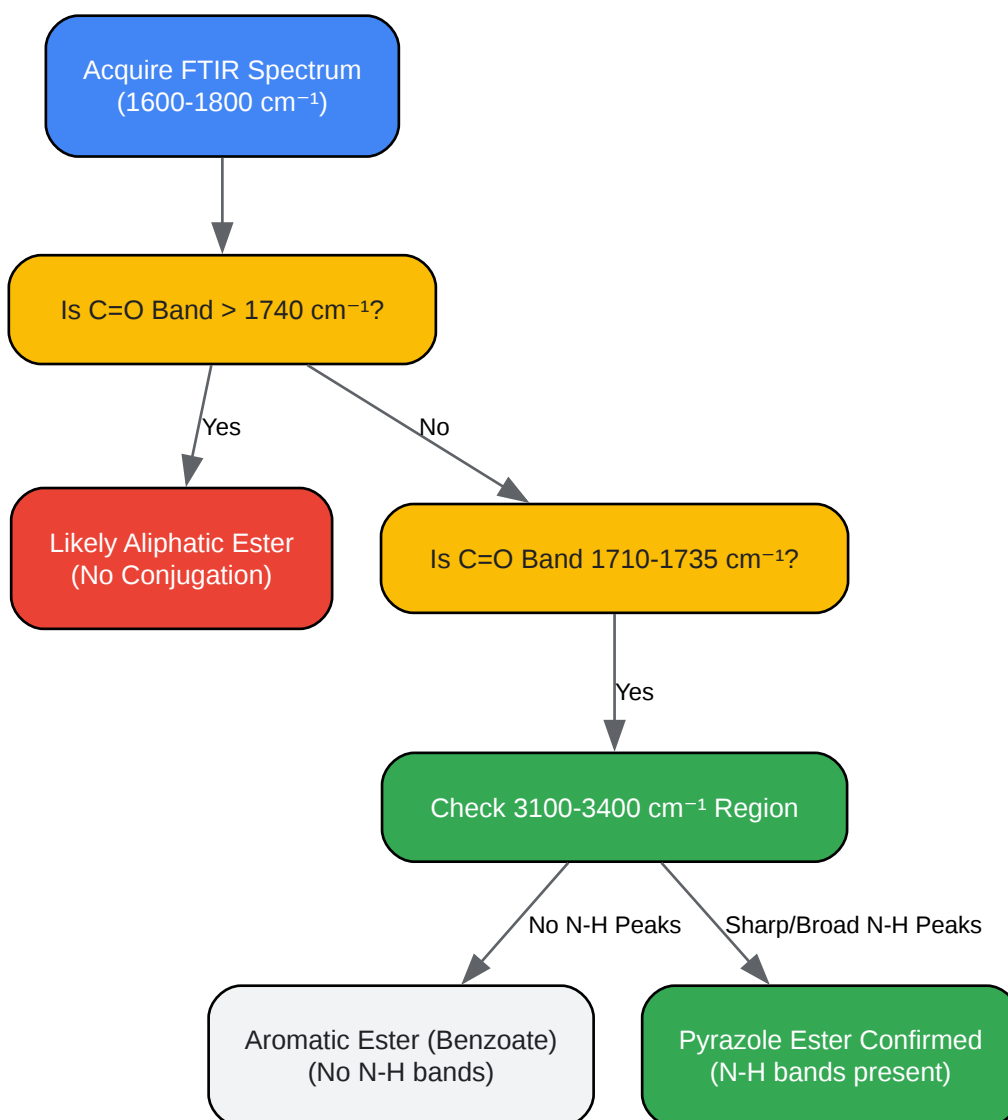 Acquire FTIR Spectrum
(1600-1800 cm⁻¹)
Is C=O Band > 1740 cm⁻¹?
Yes
No
Likely Aliphatic Ester
(No Conjugation)
Is C=O Band 1710-1735 cm⁻¹?
Yes
Check 3100-3400 cm⁻¹ Region
No N-H Peaks
Sharp/Broad N-H Peaks
Aromatic Ester (Benzoate)
(No N-H bands)
Pyrazole Ester Confirmed
(N-H bands present)